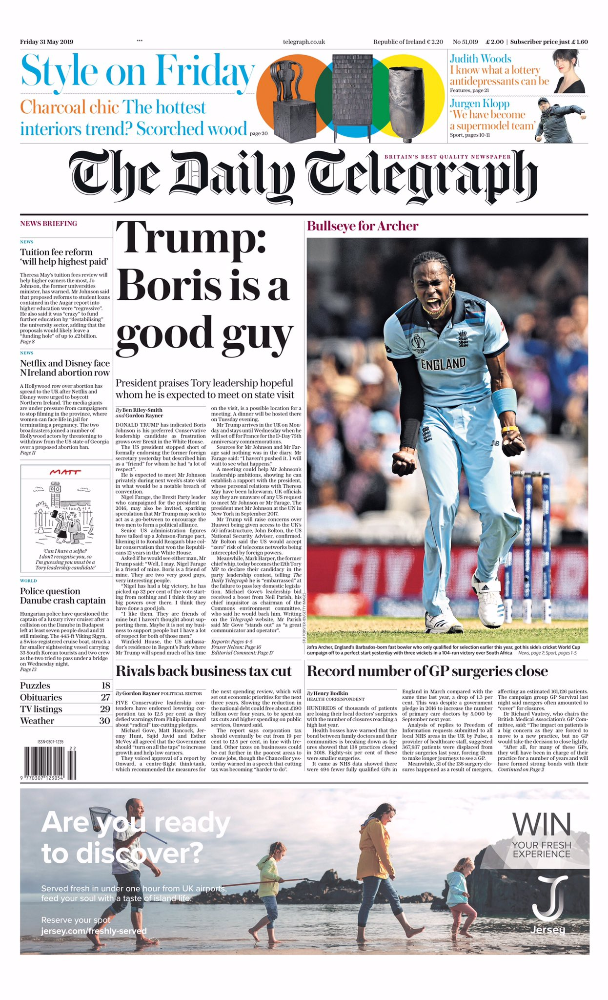 Friday 31 May 2019
***
telegraph.co.uk
Republic of Ireland € 2.20
No 51,019
£2.00 | Subscriber price just £1.60
Style on Friday
Charcoal chic The hottest
interiors trend? Scorched wood page 20
Judith Woods
I know what a lottery
antidepressants can be
Features, page 21
Jurgen Klopp
‘We have become
a supermodel team’
Sport, pages 10-11
BRITAIN'S BEST QUALITY NEWSPAPER
The Daily Telegraph
NEWS BRIEFING
NEWS
Tuition fee reform
‘will help highest paid’
Theresa May's tuition fees review will
help higher earners the most, Jo
Johnson, the former universities
minister, has warned. Mr Johnson said
that proposed reforms to student loans
contained in the Augar report into
higher education were “regressive”.
He also said it was “crazy” to fund
further education by “destabilising”
the university sector, adding that the
proposals would likely leave a
“funding hole” of up to £2billion.
Page 8
NEWS
Netflix and Disney face
N Ireland abortion row
A Hollywood row over abortion has
spread to the UK after Netflix and
Disney were urged to boycott
Northern Ireland. The media giants
are under pressure from campaigners
to stop filming in the province, where
women can face life in jail for
terminating a pregnancy. The two
broadcasters joined a number of
Hollywood actors by threatening to
withdraw from the US state of Georgia
over a proposed abortion ban.
Page 11
MATT
‘Can I have a selfie?
I don't recognise you, so
I'm guessing you must be a
Tory leadership candidate’
WORLD
Police question
Danube crash captain
Hungarian police have questioned the
captain of a luxury river cruiser after a
collision on the Danube in Budapest
left at least seven people dead and 21
still missing. The 443-ft Viking Sigyn,
a Swiss-registered cruise boat, struck a
far smaller sightseeing vessel carrying
33 South Korean tourists and two crew
as the two tried to pass under a bridge
on Wednesday night.
Page 13
Puzzles 18
Obituaries 27
TV listings 29
Weather 30
ISSN-0307-1235
22
9 770307 123054
Trump:
Boris is a
good guy
President praises Tory leadership hopeful
whom he is expected to meet on state visit
By Ben Riley-Smith
and Gordon Rayner
DONALD TRUMP has indicated Boris
Johnson is his preferred Conservative
leadership candidate as frustration
grows over Brexit in the White House.
The US president stopped short of
formally endorsing the former foreign
secretary yesterday but described him
as a “friend” for whom he had “a lot of
respect”.
He is expected to meet Mr Johnson
privately during next week's state visit
in what would be a notable breach of
convention.
Nigel Farage, the Brexit Party leader
who campaigned for the president in
2016, may also be invited, sparking
speculation that Mr Trump may seek to
act as a go-between to encourage the
two men to form a political alliance.
Senior US administration figures
have talked up a Johnson-Farage pact,
likening it to Ronald Reagan's blue col-
lar conservatism that won the Republi-
cans 12 years in the White House.
Asked if he would see either man, Mr
Trump said: “Well, I may. Nigel Farage
is a friend of mine. Boris is a friend of
mine. They are two very good guys,
very interesting people.
“Nigel has had a big victory, he has
picked up 32 per cent of the vote start-
ing from nothing and I think they are
big powers over there. I think they
have done a good job.
“I like them. They are friends of
mine but I haven't thought about sup-
porting them. Maybe it is not my busi-
ness to support people but I have a lot
of respect for both of those men.”
Winfield House, the US ambassa-
dor's residence in Regent's Park where
Mr Trump will spend much of his time
on the visit, is a possible location for a
meeting. A dinner will be hosted there
on Tuesday evening.
Mr Trump arrives in the UK on Mon-
day and stays until Wednesday when he
will set off for France for the D-Day 75th
anniversary commemorations.
Sources for Mr Johnson and Mr Far-
age said nothing was in the diary. Mr
Farage said: “I haven't pushed it. I will
wait to see what happens.”
A meeting could help Mr Johnson's
leadership ambitions, showing he can
establish a rapport with the president,
whose personal relations with Theresa
May have been lukewarm. UK officials
say they are unaware of any US request
to meet Mr Johnson or Mr Farage. The
president met Mr Johnson at the UN in
New York in September 2017.
Mr Trump will raise concerns over
Huawei being given access to the UK's
5G infrastructure, John Bolton, the US
National Security Adviser, confirmed.
Mr Bolton said the US would accept
“zero” risk of telecoms networks being
intercepted by foreign powers.
Meanwhile, Mark Harper, the former
chief whip, today becomes the 12th Tory
MP to declare their candidacy in the
party leadership contest, telling The
Daily Telegraph he is “embarrassed” at
the failure to pass key domestic legisla-
tion. Michael Gove's leadership bid
received a boost from Neil Parish, his
chief inquisitor as chairman of the
Commons environment committee,
who said he would back him. Writing
on the Telegraph website, Mr Parish
said Mr Gove “stands out” as “a great
communicator and operator”.
Reports: Pages 4-5
Fraser Nelson: Page 16
Editorial Comment: Page 17
Bullseye for Archer
ENGLAND
NISSAN
STU FORSTER-IDI/GETTY IMAGES
Jofra Archer, England's Barbados-born fast bowler who only qualified for selection earlier this year, got his side's cricket World Cup
campaign off to a perfect start yesterday with three wickets in a 104-run victory over South Africa News, page 7; Sport, pages 1-5
Rivals back business tax cut
By Gordon Rayner POLITICAL EDITOR
FIVE Conservative leadership con-
tenders have endorsed lowering cor-
poration tax to 12.5 per cent as they
defied warnings from Philip Hammond
about “radical” tax-cutting pledges.
Michael Gove, Matt Hancock, Jer-
emy Hunt, Sajid Javid and Esther
McVey all agreed that the Government
should “turn on all the taps” to increase
growth and help low earners.
They voiced approval of a report by
Onward, a centre-Right think-tank,
which recommended the measures for
the next spending review, which will
set out economic priorities for the next
three years. Slowing the reduction in
the national debt could free about £190
billion over four years, to be spent on
tax cuts and higher spending on public
services, Onward said.
The report says corporation tax
should eventually be cut from 19 per
cent to 12.5 per cent, in line with Ire-
land. Other taxes on businesses could
be cut further in the poorest areas to
create jobs, though the Chancellor yes-
terday warned in a speech that cutting
tax was becoming “harder to do”.
Record number of GP surgeries close
By Henry Bodkin
HEALTH CORRESPONDENT
HUNDREDS of thousands of patients
are losing their local doctors' surgeries
with the number of closures reaching a
high last year.
Health bosses have warned that the
bond between family doctors and their
communities is breaking down as fig-
ures showed that 138 practices closed
in 2018. Eighty-six per cent of these
were smaller surgeries.
It came as NHS data showed there
were 494 fewer fully qualified GPs in
England in March compared with the
same time last year, a drop of 1.3 per
cent. This was despite a government
pledge in 2016 to increase the number
of primary care doctors by 5,000 by
September next year.
Analysis of replies to Freedom of
Information requests submitted to all
local NHS areas in the UK by Pulse, a
provider of healthcare staff, suggested
367,937 patients were displaced from
their surgeries last year, forcing them
to make longer journeys to see a GP.
Meanwhile, 31 of the 138 surgery clo-
sures happened as a result of mergers,
affecting an estimated 161,126 patients.
The campaign group GP Survival last
night said mergers often amounted to
“cover” for closures.
Dr Richard Vautrey, who chairs the
British Medical Association's GP Com-
mittee, said: “The impact on patients is
a big concern as they are forced to
move to a new practice, but no GP
would take the decision to close lightly.
“After all, for many of these GPs,
they will have been in charge of their
practice for a number of years and will
have formed strong bonds with their
Continued on Page 2
Are you ready
to discover?
Served fresh in under one hour from UK airports,
feed your soul with a taste of island life.
Reserve your spot
jersey.com/freshly-served
WIN
YOUR FRESH
EXPERIENCE
Jersey